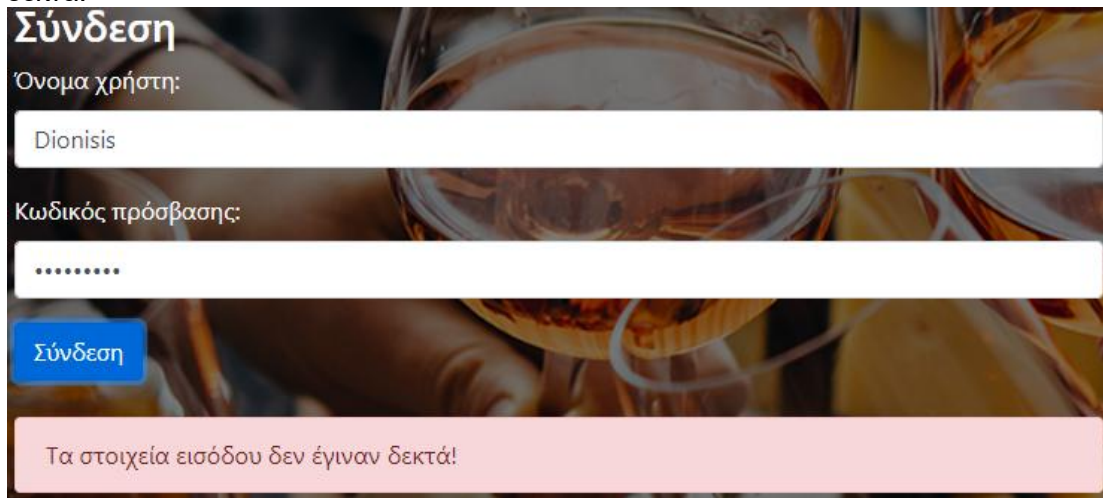 Σύνδεση
Όνομα χρήστη:
Dionisis
Κωδικός πρόσβασης:
•••••••••
Σύνδεση
Τα στοιχεία εισόδου δεν έγιναν δεκτά!